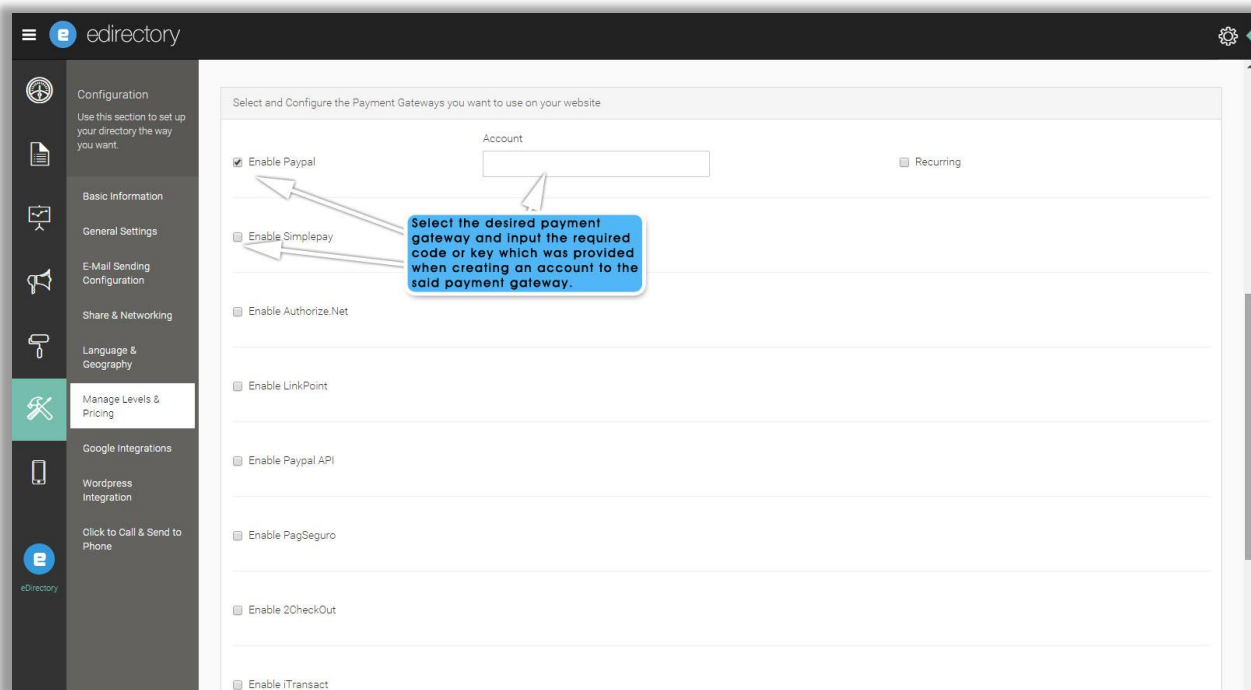 edirectory
Configuration
Use this section to set up
your directory the way
you want.
Basic Information
General Settings
E-Mail Sending
Configuration
Share & Networking
Language &
Geography
Manage Levels &
Pricing
Google Integrations
Wordpress
Integration
Click to Call & Send to
Phone
eDirectory
Select and Configure the Payment Gateways you want to use on your website
Account
Enable Paypal
Recurring
Select the desired payment
gateway and input the required
code or key which was provided
when creating an account to the
said payment gateway.
Enable Simplepay
Enable Authorize.Net
Enable LinkPoint
Enable Paypal API
Enable PagSeguro
Enable 2CheckOut
Enable iTransact